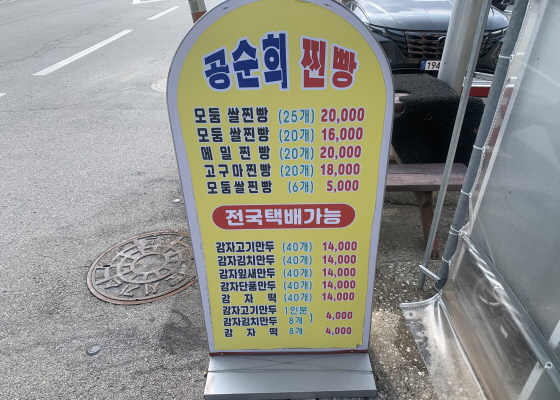 공순희 찐빵
모둠 쌀찐빵 (25개) 20,000
모둠 쌀찐빵 (20개) 16,000
메밀찐빵 (20개) 20,000
고구마찐빵 (20개) 18,000
모둠쌀찐빵 (6개) 5,000
전국택배가능
감자고기만두 (40개) 14,000
감자김치만두 (40개) 14,000
감자잎새만두 (40개) 14,000
감자단품만두 (40개) 14,000
감자떡 (40개) 14,000
감자고기만두 1인분
감자김치만두 8개 ) 4,000
감자떡 8개 4,000
194